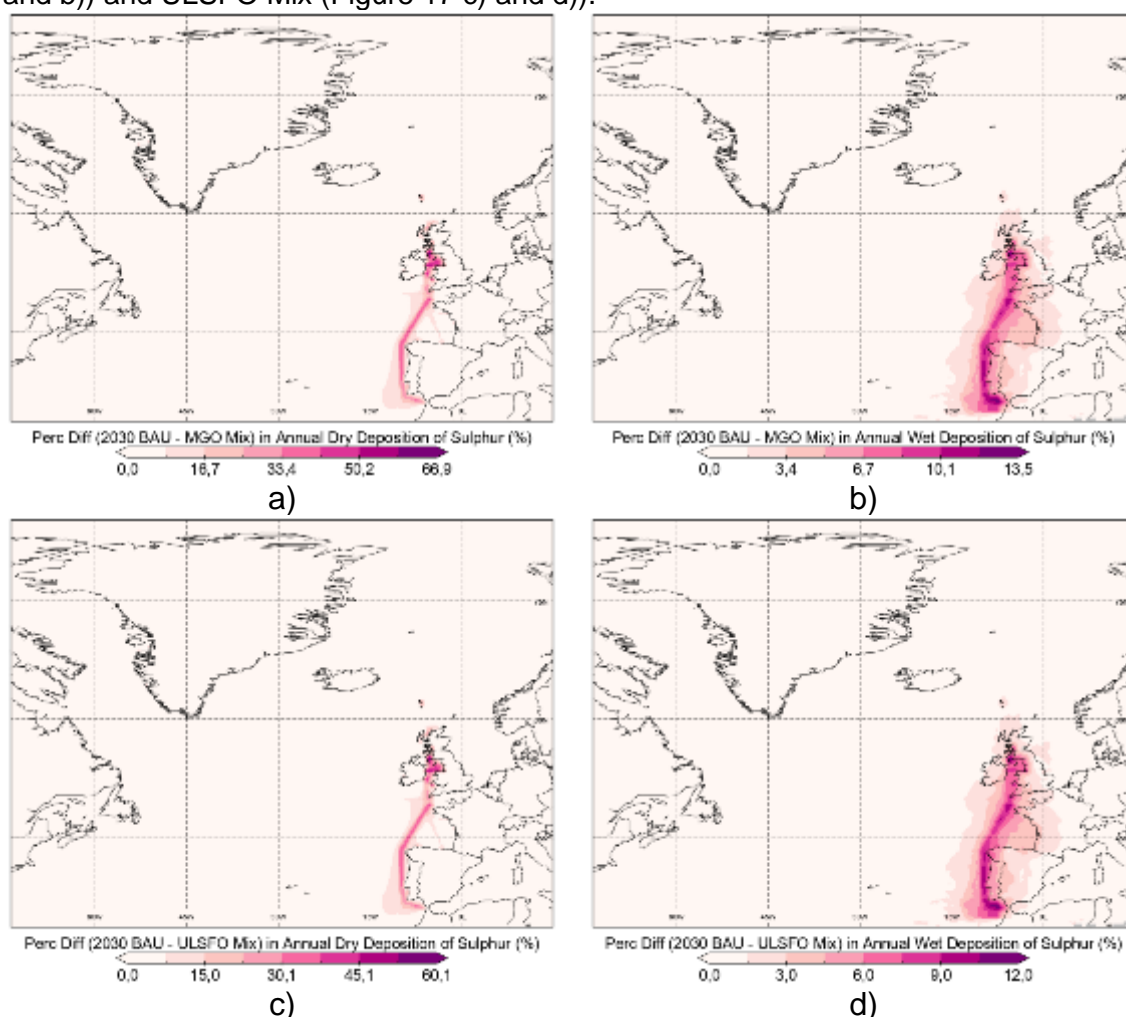 and b)) and ULSFO Mix (Figure 17 c) and d)).
Perc Diff (2030 BAU - MGO Mix) in Annual Dry Deposition of Sulphur (%)
0,0 16,7 33,4 50,2 66,9
a)
Perc Diff (2030 BAU - MGO Mix) in Annual Wet Deposition of Sulphur (%)
0,0 3,4 6,7 10,1 13,5
b)
Perc Diff (2030 BAU - ULSFO Mix) in Annual Dry Deposition of Sulphur (%)
0,0 15,0 30,1 45,1 60,1
c)
Perc Diff (2030 BAU - ULSFO Mix) in Annual Wet Deposition of Sulphur (%)
0,0 3,0 6,0 9,0 12,0
d)